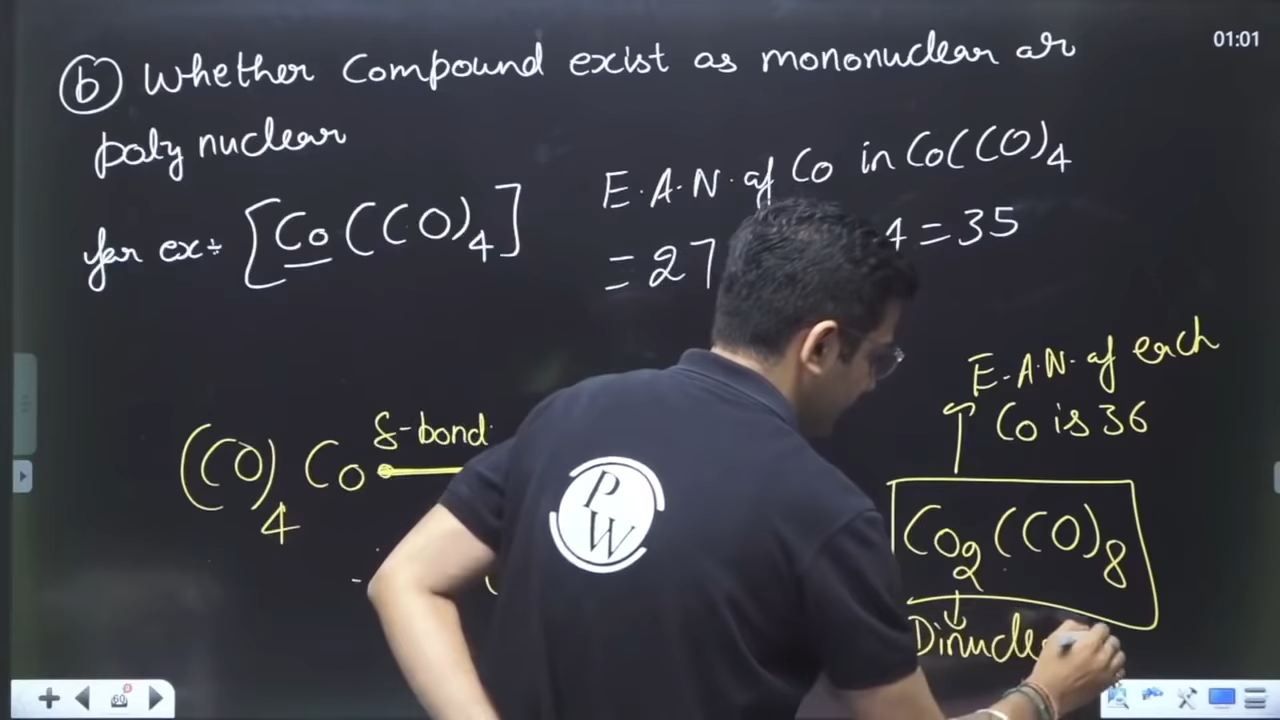 01:01
(b) Whether Compound exist as mononuclear or
poly nuclear
E.A.N. of Co in Co(CO)4
for ex÷ [Co(CO)4]
= 27 4 = 35
E.A.N. of each
Co is 36
(CO)4 Co δ-bond
Co2(CO)8
Dinucle
PW
60